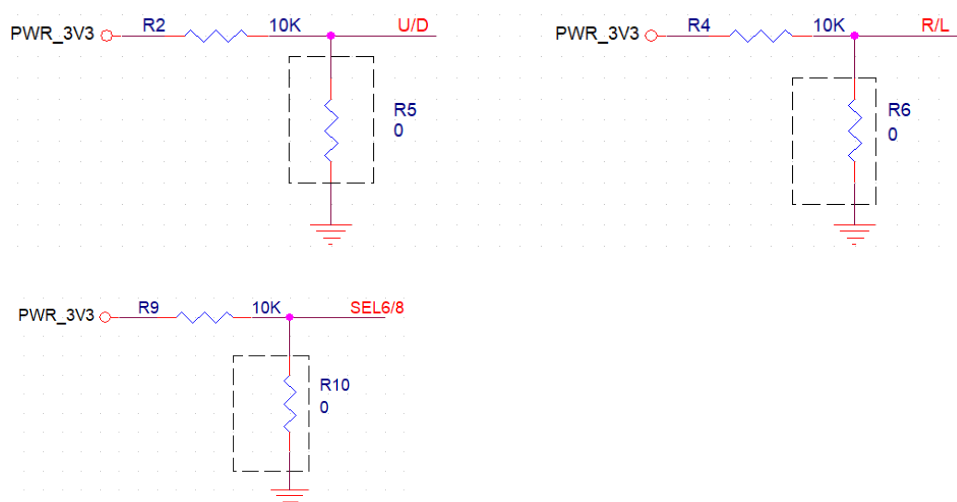 PWR_3V3 R2 10K U/D
R5
0
PWR_3V3 R4 10K R/L
R6
0
PWR_3V3 R9 10K SEL6/8
R10
0